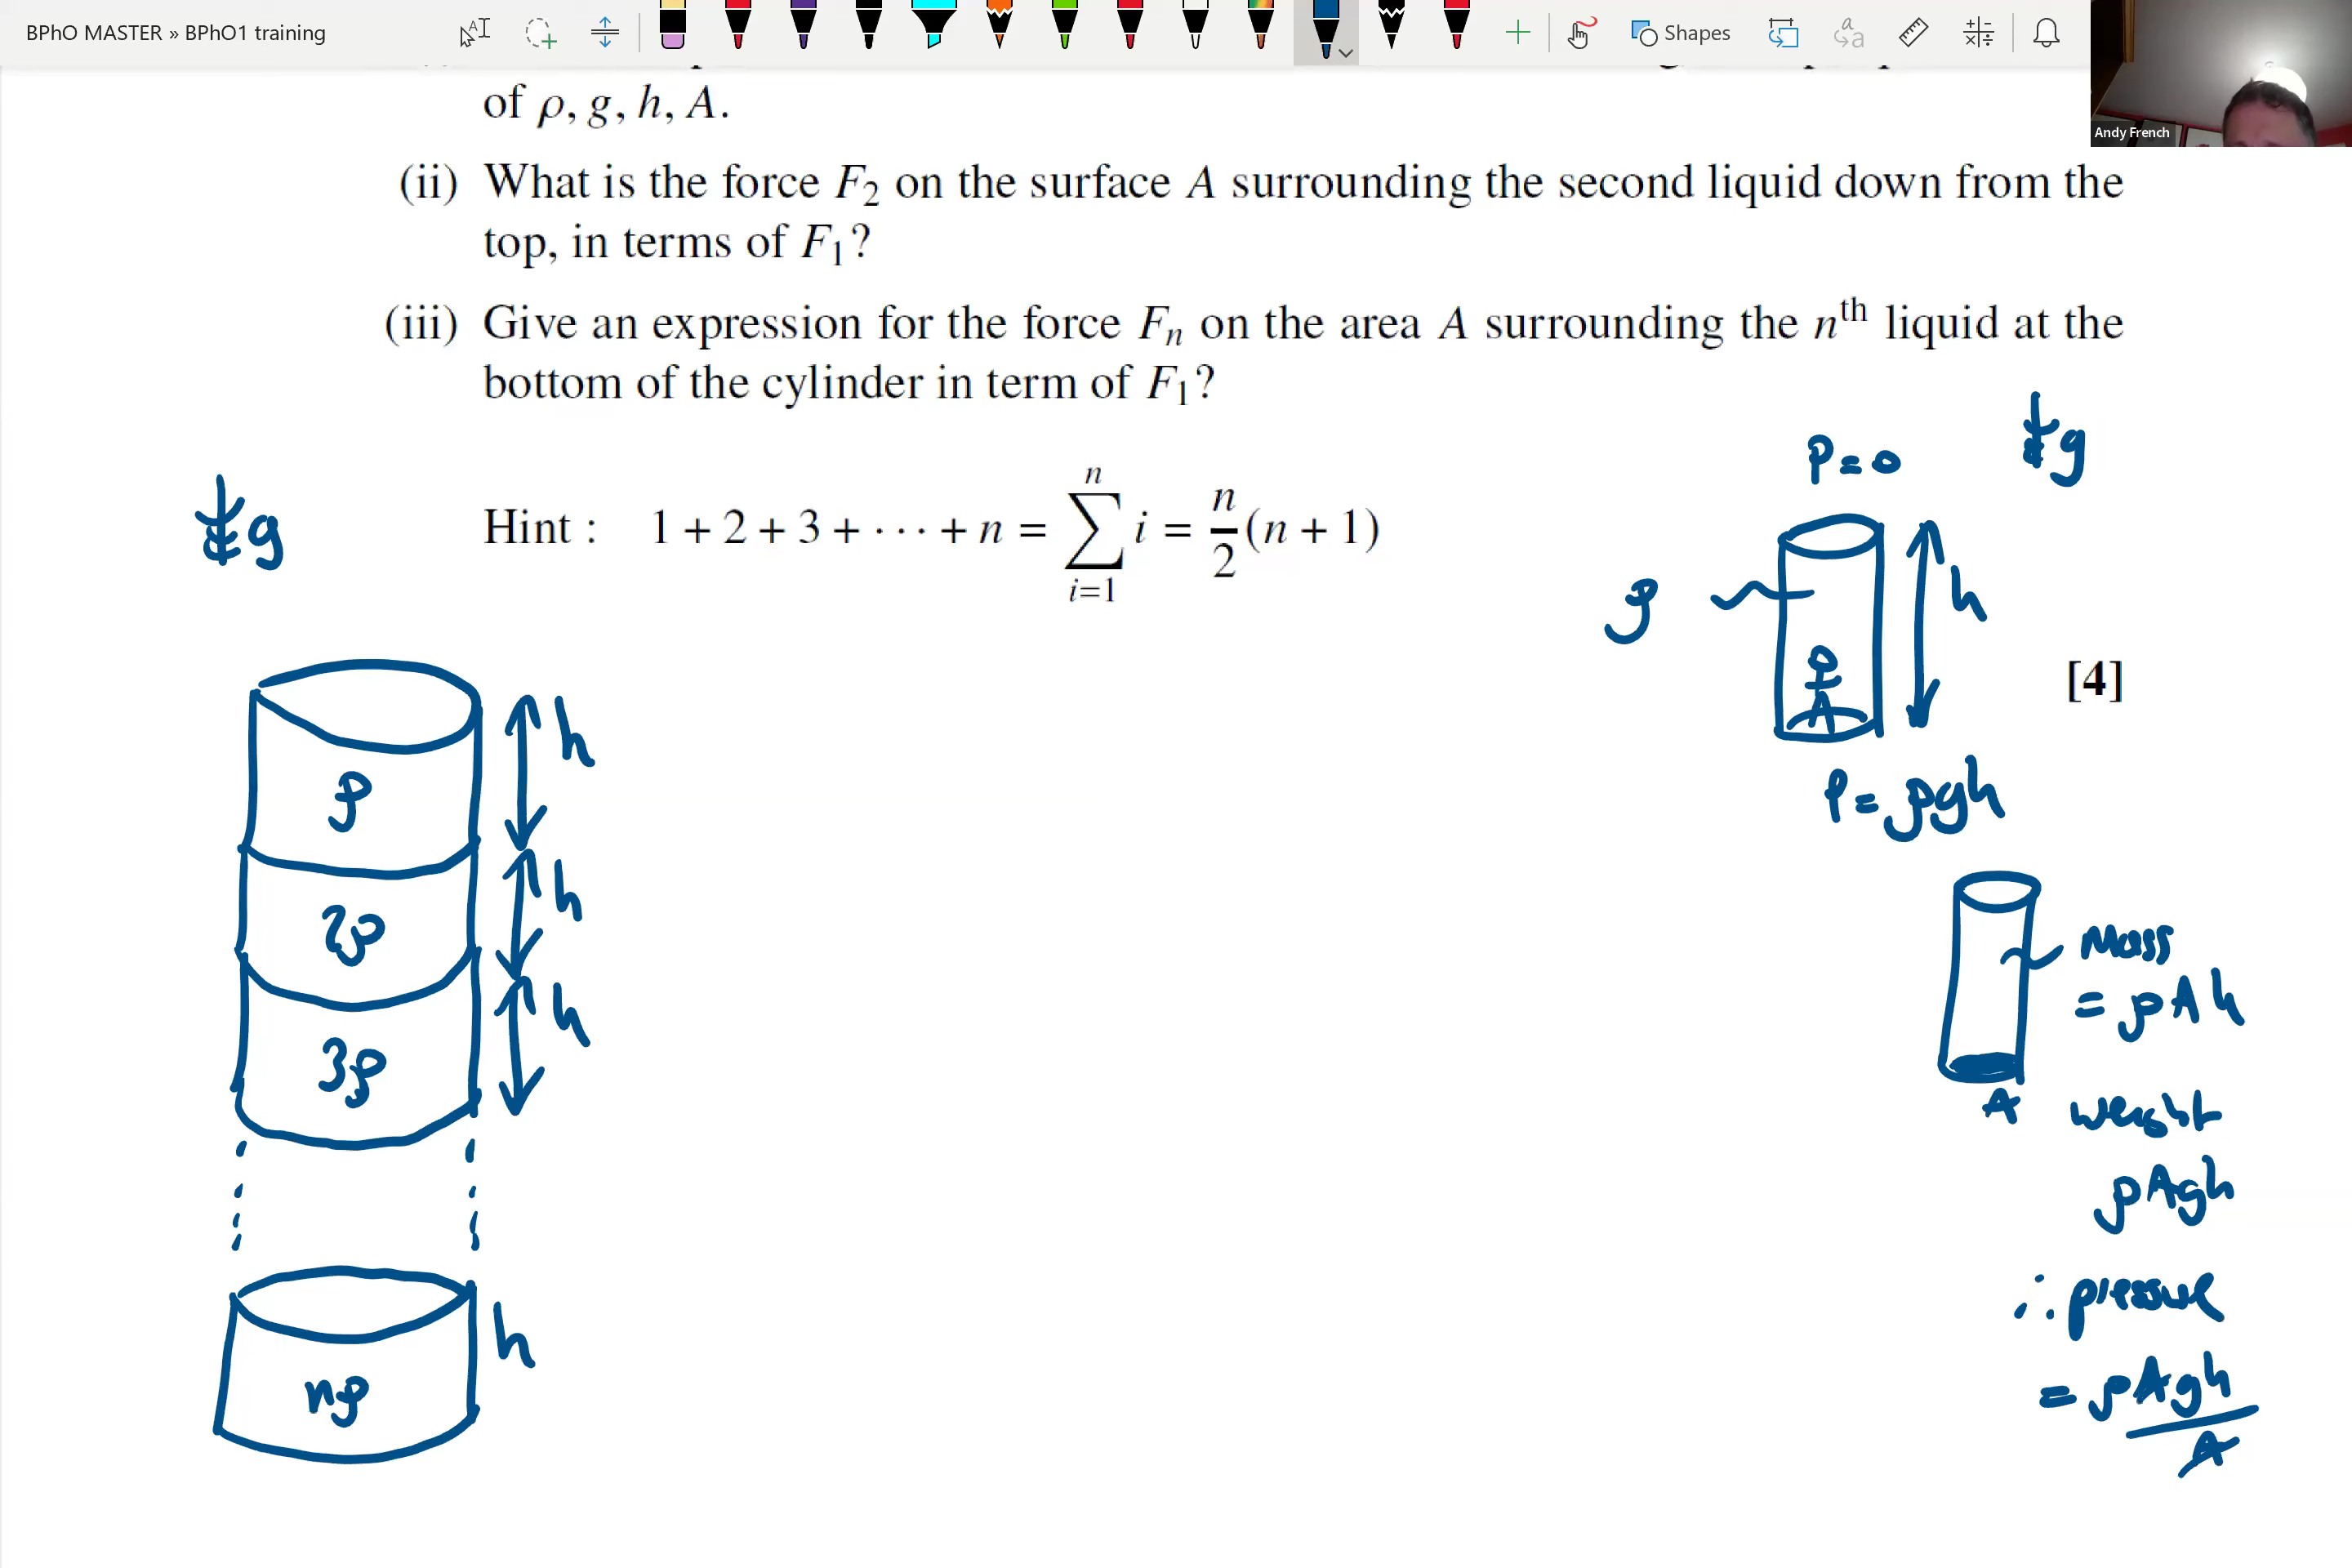 BPhO MASTER » BPhO1 training
Shapes
Andy French
of ρ, g, h, A.
(ii) What is the force F₂ on the surface A surrounding the second liquid down from the
top, in terms of F₁?
(iii) Give an expression for the force Fₙ on the area A surrounding the nᵗʰ liquid at the
bottom of the cylinder in term of F₁?
Hint : 1 + 2 + 3 + · · · + n = ∑ᵢ₌₁ⁿ i = n/2 (n + 1)
[4]
g
ρ
h
2ρ
h
3ρ
h
nρ
h
P=0
g
ρ
h
A
P=ρgh
Mass
= ρAh
A
weight
ρAgh
∴ pressure
= ρAgh/A